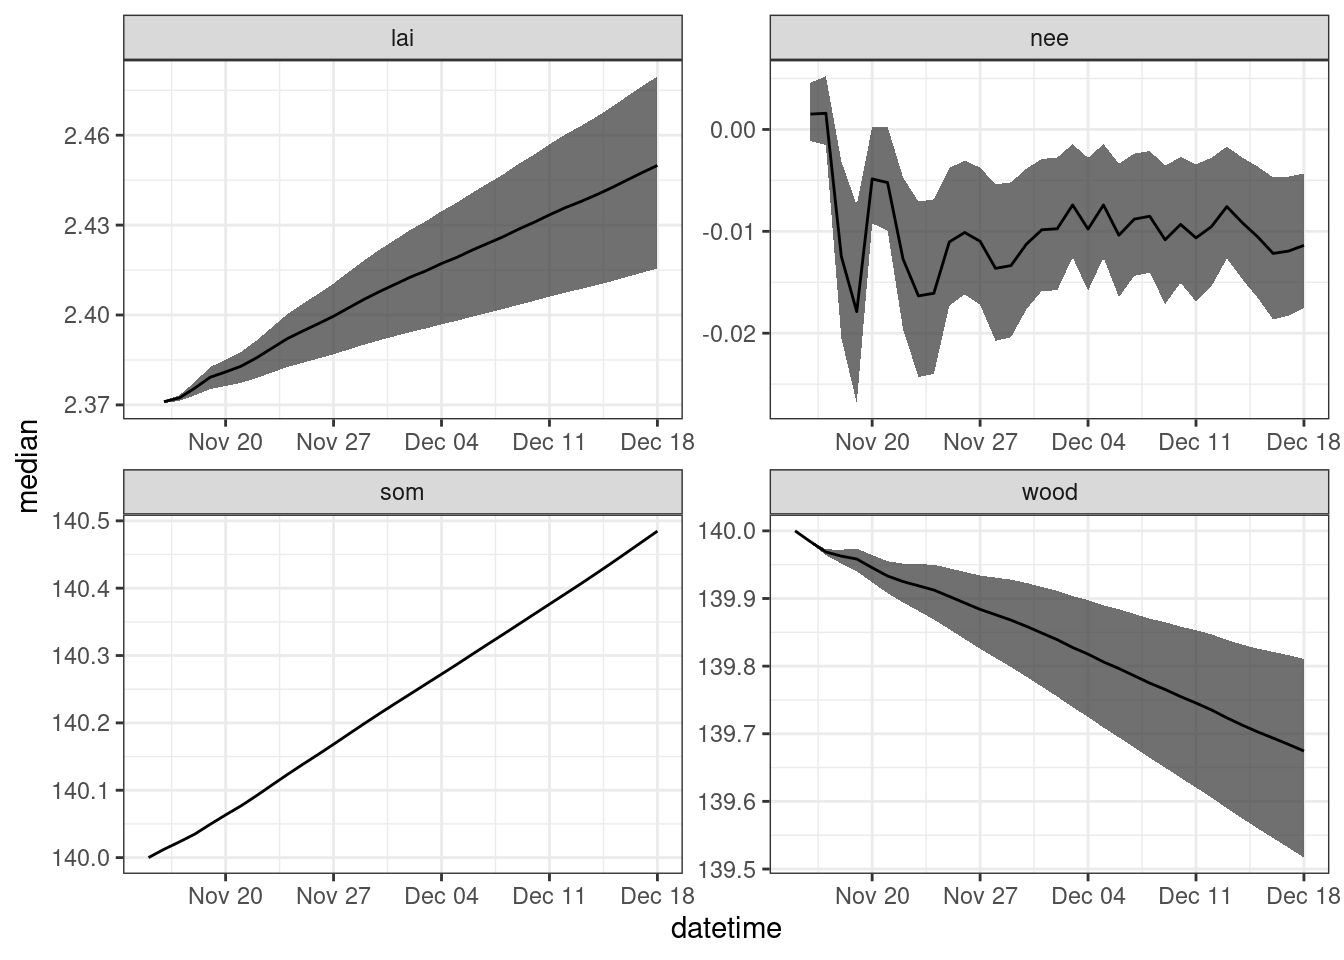 lai
nee
2.46
2.43
2.40
2.37
0.00
-0.01
-0.02
Nov 20 Nov 27 Dec 04 Dec 11 Dec 18
Nov 20 Nov 27 Dec 04 Dec 11 Dec 18
median
som
wood
140.5
140.4
140.3
140.2
140.1
140.0
140.0
139.9
139.8
139.7
139.6
139.5
Nov 20 Nov 27 Dec 04 Dec 11 Dec 18
Nov 20 Nov 27 Dec 04 Dec 11 Dec 18
datetime